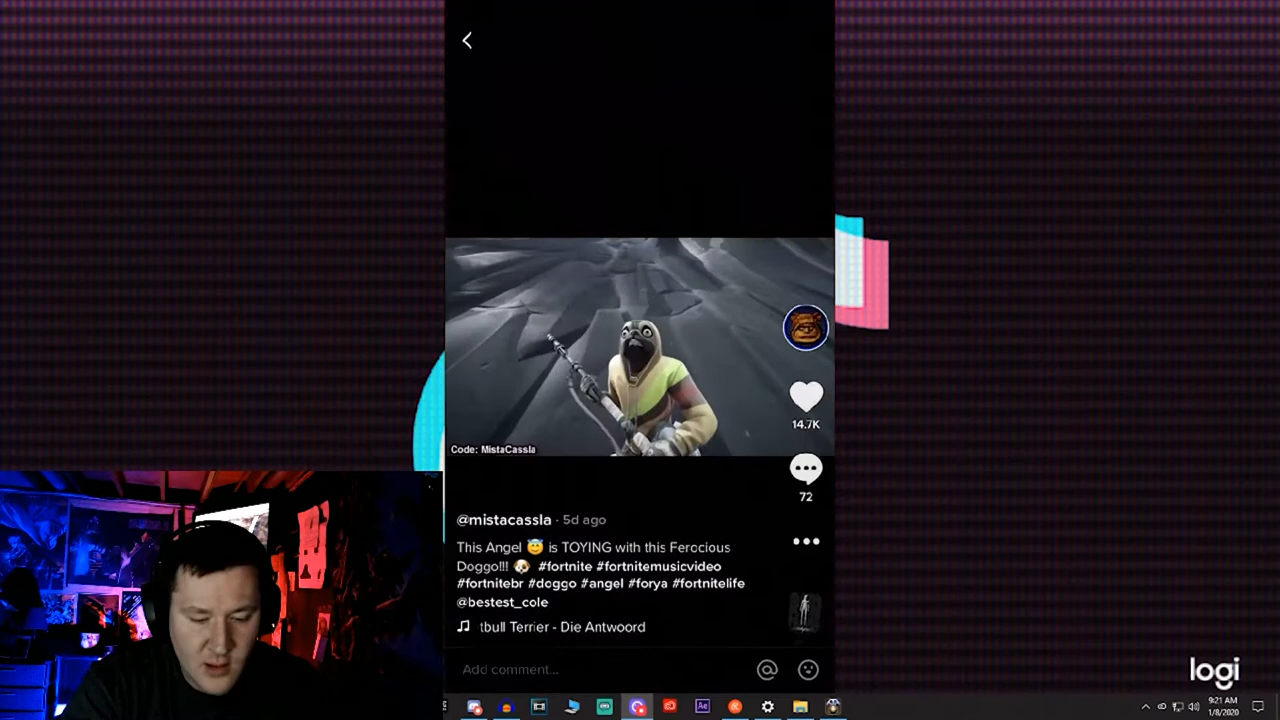 14.7K
Code: MistaCassla
72
@mistacassla · 5d ago
This Angel 😇 is TOYING with this Ferocious
Doggo!!! 🐶 #fortnite #fortnitemusicvideo
#fortnitebr #doggo #angel #forya #fortnitelife
@bestest_cole
tbull Terrier - Die Antwoord
Add comment...
logi
Ae
9:21 AM
1/8/2020